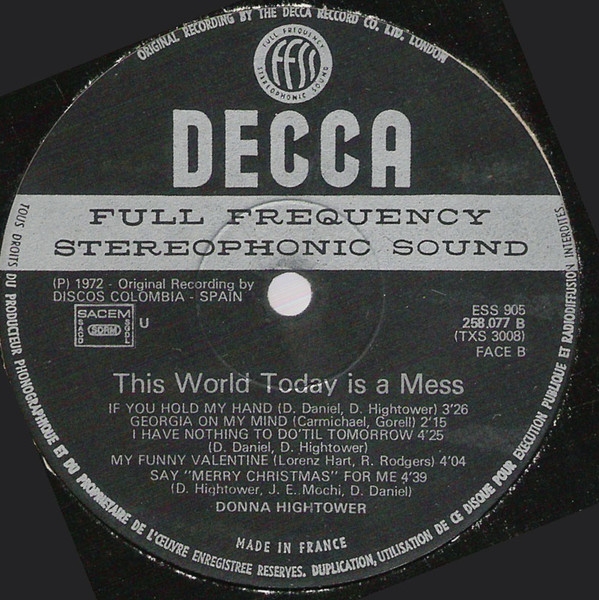 ORIGINAL RECORDING BY THE DECCA RECCORD CO. LTD. LONDON
FULL FREQUENCY
FFSS
STEREOPHONIC SOUND
DECCA
FULL FREQUENCY
STEREOPHONIC SOUND
(P) 1972 - Original Recording by
DISCOS COLOMBIA - SPAIN
SACEM
SACD SDRM SGDL
U
ESS 905
258.077 B
(TXS 3008)
FACE B
This World Today is a Mess
IF YOU HOLD MY HAND (D. Daniel, D. Hightower) 3'26
GEORGIA ON MY MIND (Carmichael, Gorell) 2'15
I HAVE NOTHING TO DO'TIL TOMORROW 4'25
(D. Daniel, D. Hightower)
MY FUNNY VALENTINE (Lorenz Hart, R. Rodgers) 4'04
SAY "MERRY CHRISTMAS" FOR ME 4'39
(D. Hightower, J. E. Mochi, D. Daniel)
DONNA HIGHTOWER
MADE IN FRANCE
TOUS DROITS DU PRODUCTEUR PHONOGRAPHIQUE ET DU PROPRIETAIRE DE L'ŒUVRE ENREGISTREE RESERVES. DUPLICATION, UTILISATION DE CE DISQUE POUR EXECUTION PUBLIQUE ET RADIODIFFUSION INTERDITES